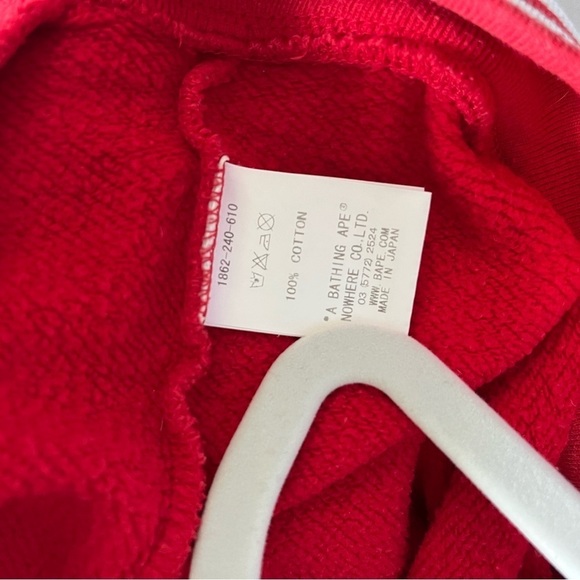 1862-240-610
100% COTTON
*A BATHING APE®
NOWHERE CO.,LTD.
03(5772)2524
WWW.BAPE.COM
MADE IN JAPAN